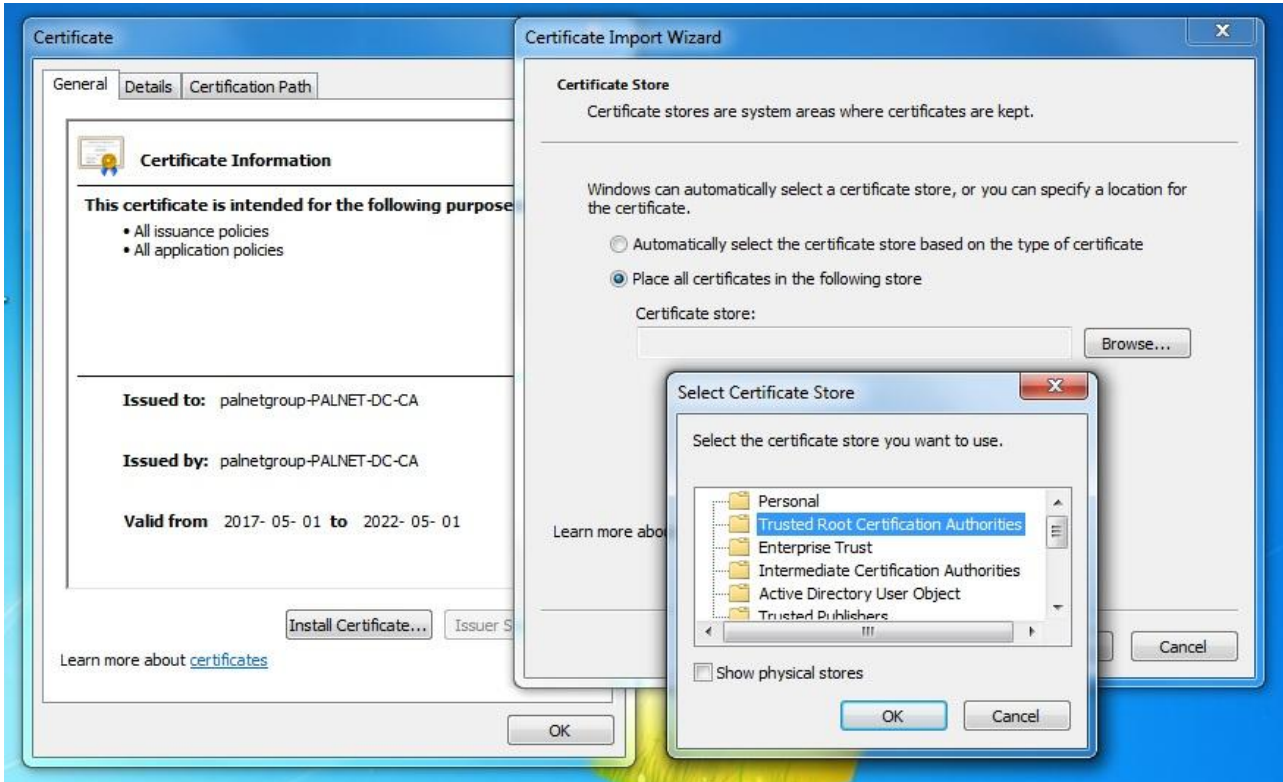 Certificate
General Details Certification Path
Certificate Information
This certificate is intended for the following purpose
• All issuance policies
• All application policies
Issued to: palnetgroup-PALNET-DC-CA
Issued by: palnetgroup-PALNET-DC-CA
Valid from 2017- 05- 01 to 2022- 05- 01
Install Certificate...
Issuer S
Learn more about certificates
OK
Certificate Import Wizard
Certificate Store
Certificate stores are system areas where certificates are kept.
Windows can automatically select a certificate store, or you can specify a location for
the certificate.
Automatically select the certificate store based on the type of certificate
Place all certificates in the following store
Certificate store:
Browse...
Learn more abou
Cancel
Select Certificate Store
Select the certificate store you want to use.
Personal
Trusted Root Certification Authorities
Enterprise Trust
Intermediate Certification Authorities
Active Directory User Object
Trusted Publishers
Show physical stores
OK Cancel